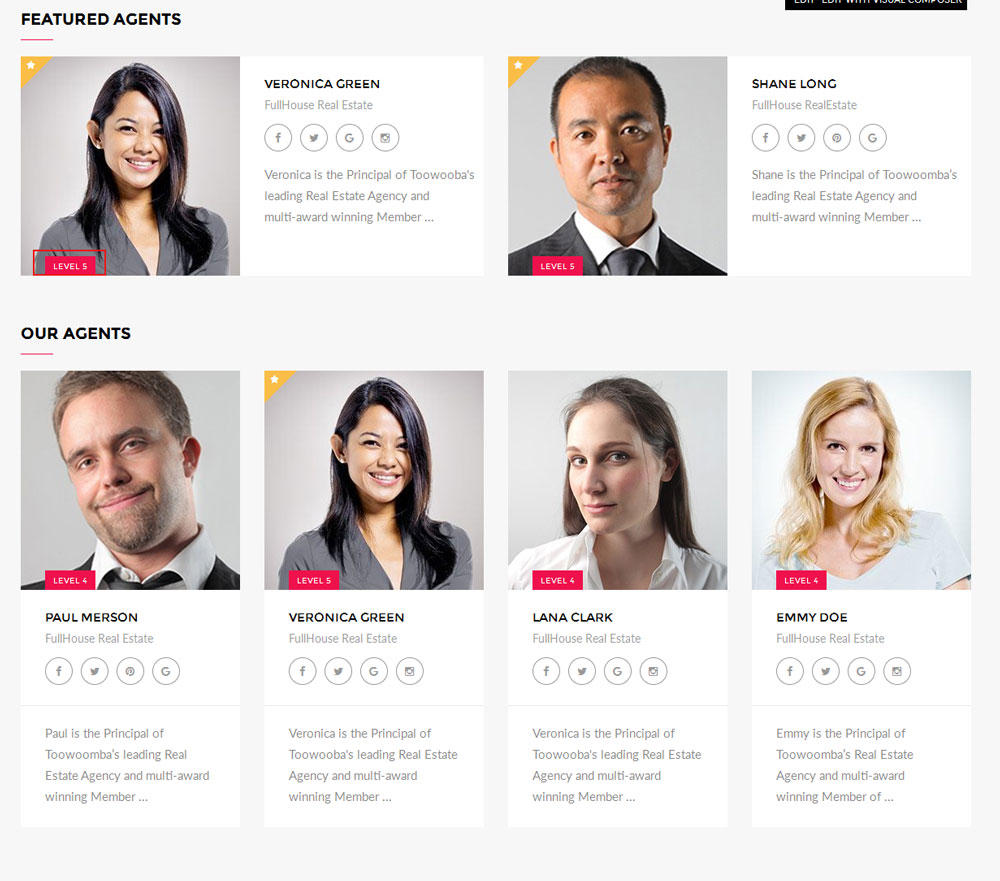 EDIT EDIT WITH VISUAL COMPOSER
FEATURED AGENTS
VERONICA GREEN
FullHouse Real Estate
Veronica is the Principal of Toowooba's
leading Real Estate Agency and
multi-award winning Member ...
LEVEL 5
SHANE LONG
FullHouse RealEstate
Shane is the Principal of Toowoomba's
leading Real Estate Agency and
multi-award winning Member ...
LEVEL 5
OUR AGENTS
LEVEL 4
PAUL MERSON
FullHouse Real Estate
Paul is the Principal of
Toowoomba's leading Real
Estate Agency and multi-award
winning Member ...
LEVEL 5
VERONICA GREEN
FullHouse Real Estate
Veronica is the Principal of
Toowooba's leading Real Estate
Agency and multi-award
winning Member ...
LEVEL 4
LANA CLARK
FullHouse Real Estate
Veronica is the Principal of
Toowooba's leading Real Estate
Agency and multi-award
winning Member ...
LEVEL 4
EMMY DOE
FullHouse Real Estate
Emmy is the Principal of
Toowoomba's Real Estate
Agency and multi-award
winning Member of ...